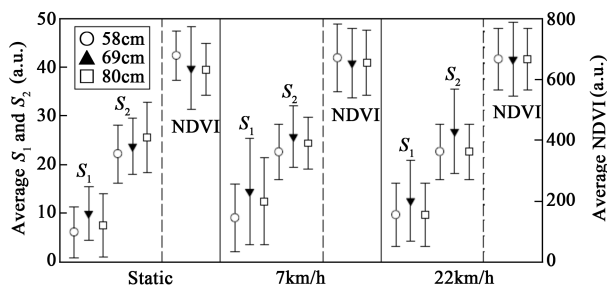 50
40
30
20
10
0
Average S₁ and S₂ (a.u.)
58cm
69cm
80cm
S₁
S₂
NDVI
S₁
S₂
NDVI
S₁
S₂
NDVI
800
600
400
200
0
Average NDVI (a.u.)
Static
7km/h
22km/h